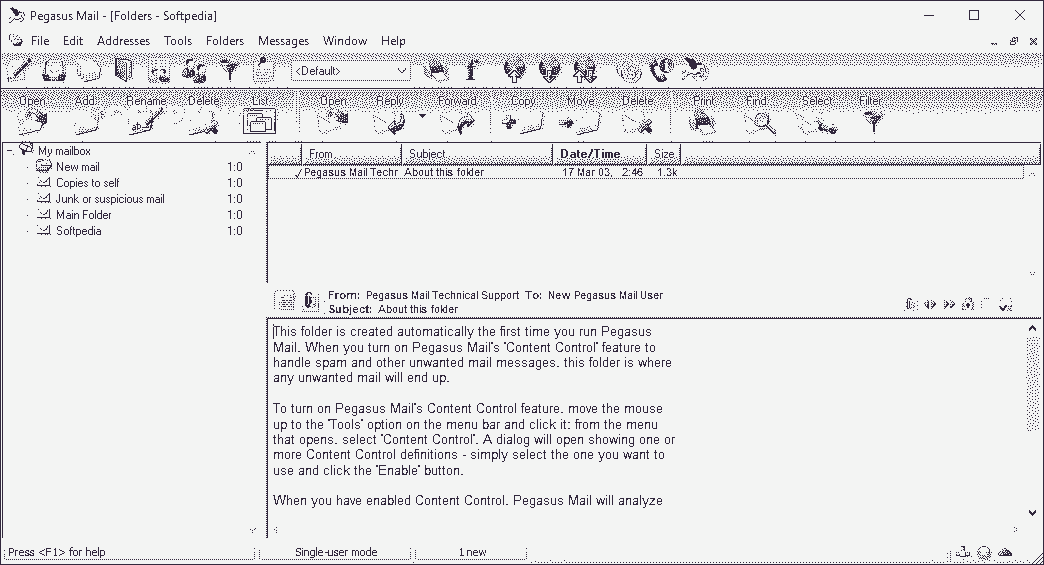 Pegasus Mail - [Folders - Softpedia]
File Edit Addresses Tools Folders Messages Window Help
<Default>
Open Add Rename Delete List Open Reply Forward Copy Move Delete Print Find Select Filter
My mailbox
New mail 1:0
Copies to self 1:0
Junk or suspicious mail 1:0
Main Folder 1:0
Softpedia 1:0
From Subject Date/Time Size
Pegasus Mail Techr About this folder 17 Mar 03, 2:46 1.3k
From: Pegasus Mail Technical Support To: New Pegasus Mail User
Subject: About this folder
This folder is created automatically the first time you run Pegasus
Mail. When you turn on Pegasus Mail's "Content Control" feature to
handle spam and other unwanted mail messages, this folder is where
any unwanted mail will end up.
To turn on Pegasus Mail's Content Control feature, move the mouse
up to the "Tools" option on the menu bar and click it: from the menu
that opens, select "Content Control". A dialog will open showing one or
more Content Control definitions - simply select the one you want to
use and click the "Enable" button.
When you have enabled Content Control, Pegasus Mail will analyze
Press <F1> for help Single-user mode 1 new